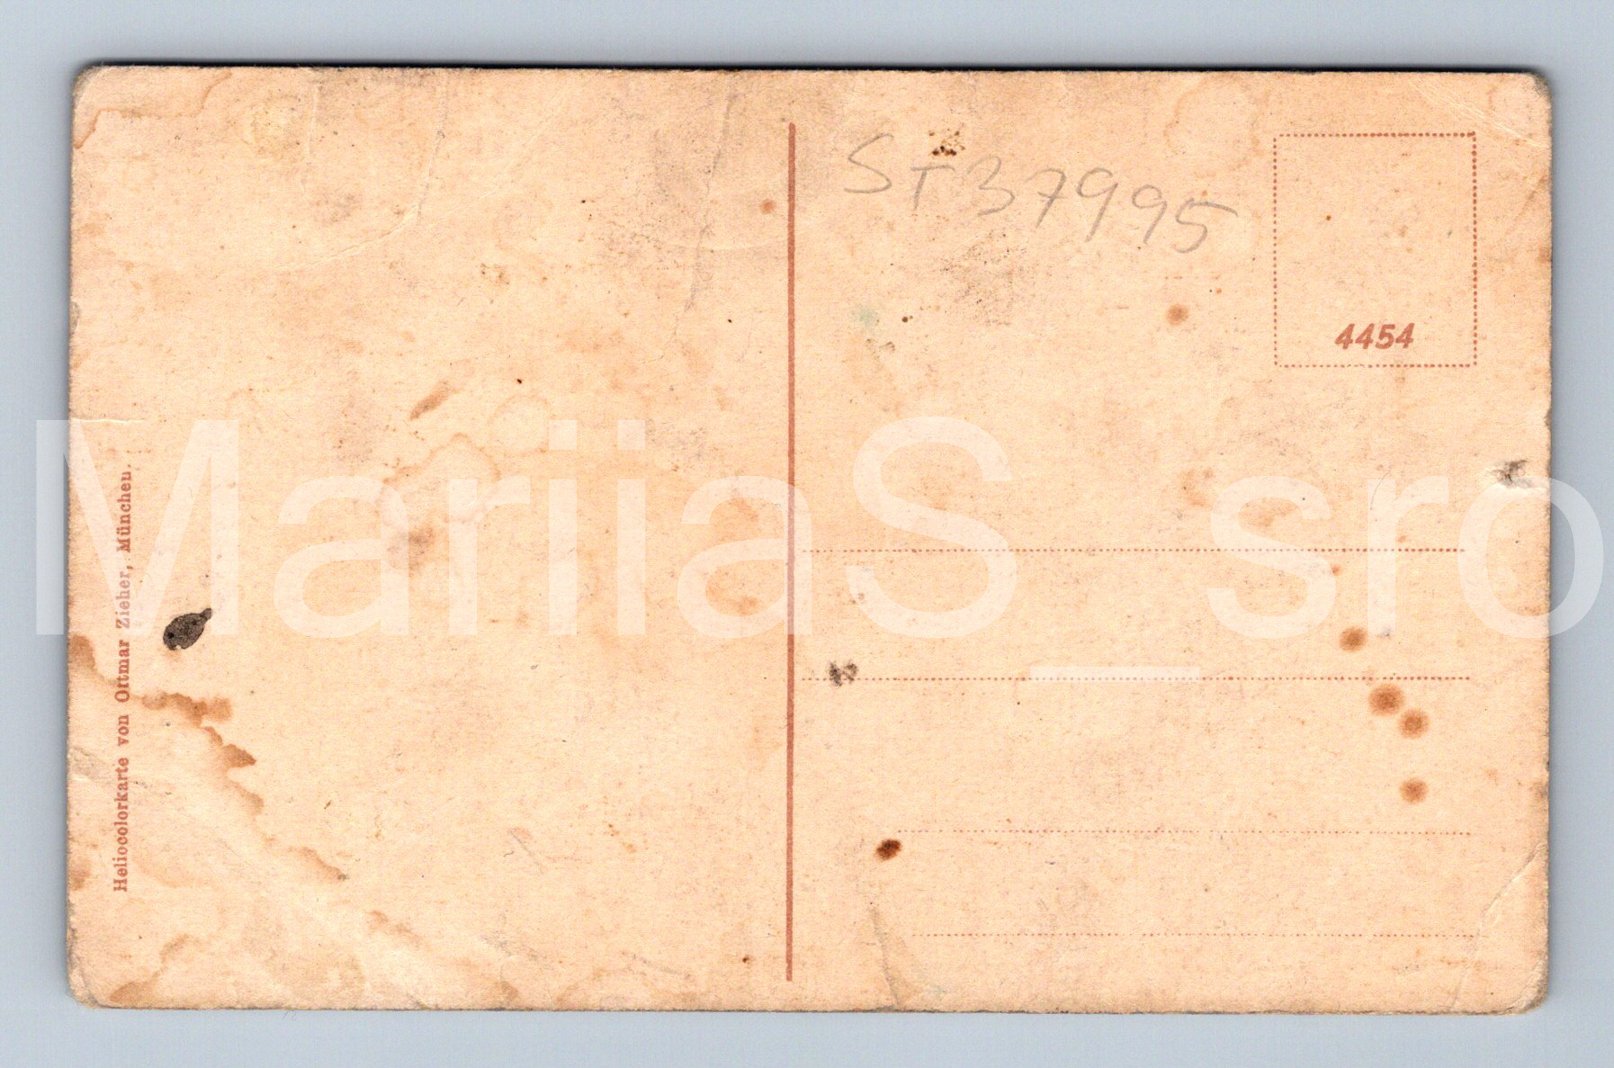 ST37995
4454
Heliocolorkarte von Ottmar Zieher, München.
MariiaS_sro